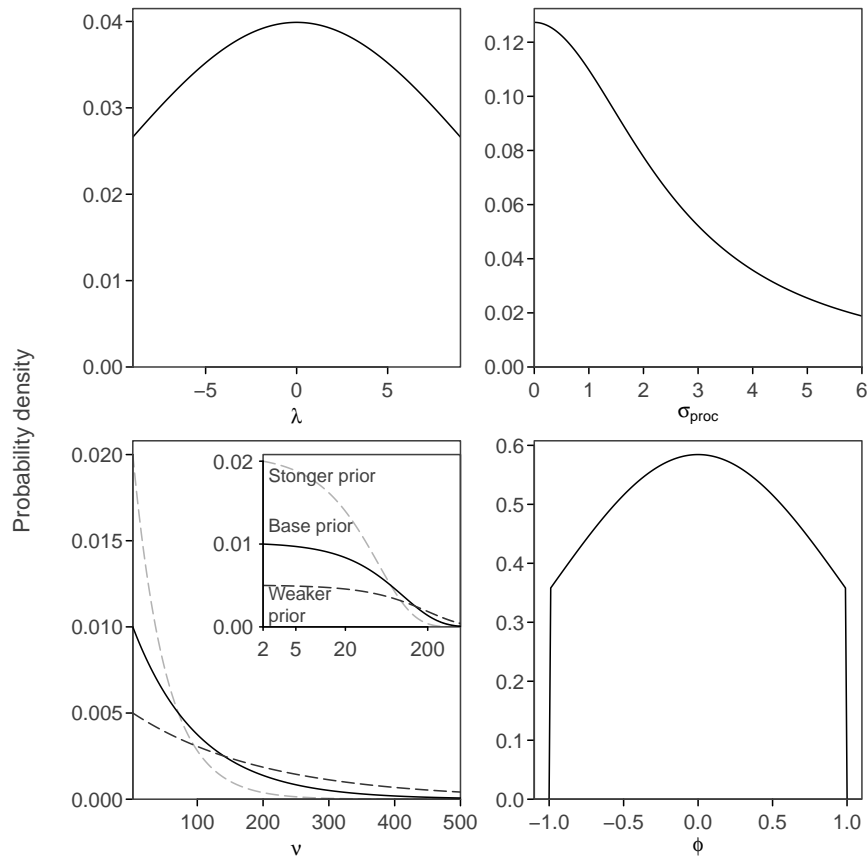 Probability density
0.04
0.03
0.02
0.01
0.00
−5 0 5
λ
0.12
0.10
0.08
0.06
0.04
0.02
0.00
0 1 2 3 4 5 6
σproc
0.020
0.015
0.010
0.005
0.000
100 200 300 400 500
ν
0.02
0.01
0.00
2 5 20 200
Stonger prior
Base prior
Weaker
prior
0.6
0.5
0.4
0.3
0.2
0.1
0.0
−1.0 −0.5 0.0 0.5 1.0
ϕ